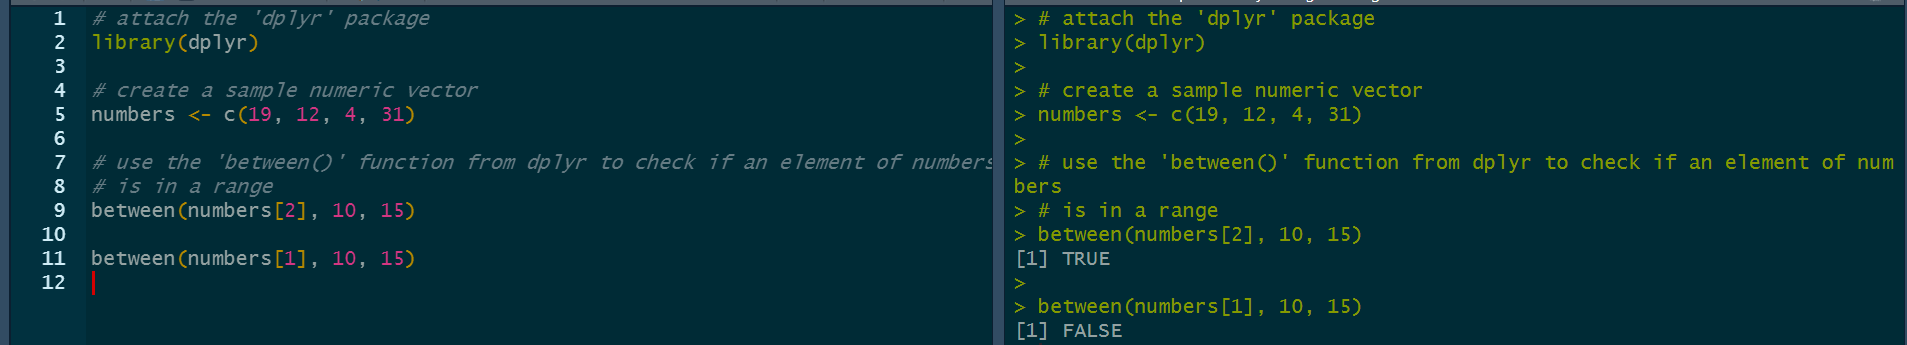 1 # attach the 'dplyr' package
2 library(dplyr)
3
4 # create a sample numeric vector
5 numbers <- c(19, 12, 4, 31)
6
7 # use the 'between()' function from dplyr to check if an element of numbers
8 # is in a range
9 between(numbers[2], 10, 15)
10
11 between(numbers[1], 10, 15)
12
> # attach the 'dplyr' package
> library(dplyr)
>
> # create a sample numeric vector
> numbers <- c(19, 12, 4, 31)
>
> # use the 'between()' function from dplyr to check if an element of num
bers
> # is in a range
> between(numbers[2], 10, 15)
[1] TRUE
>
> between(numbers[1], 10, 15)
[1] FALSE